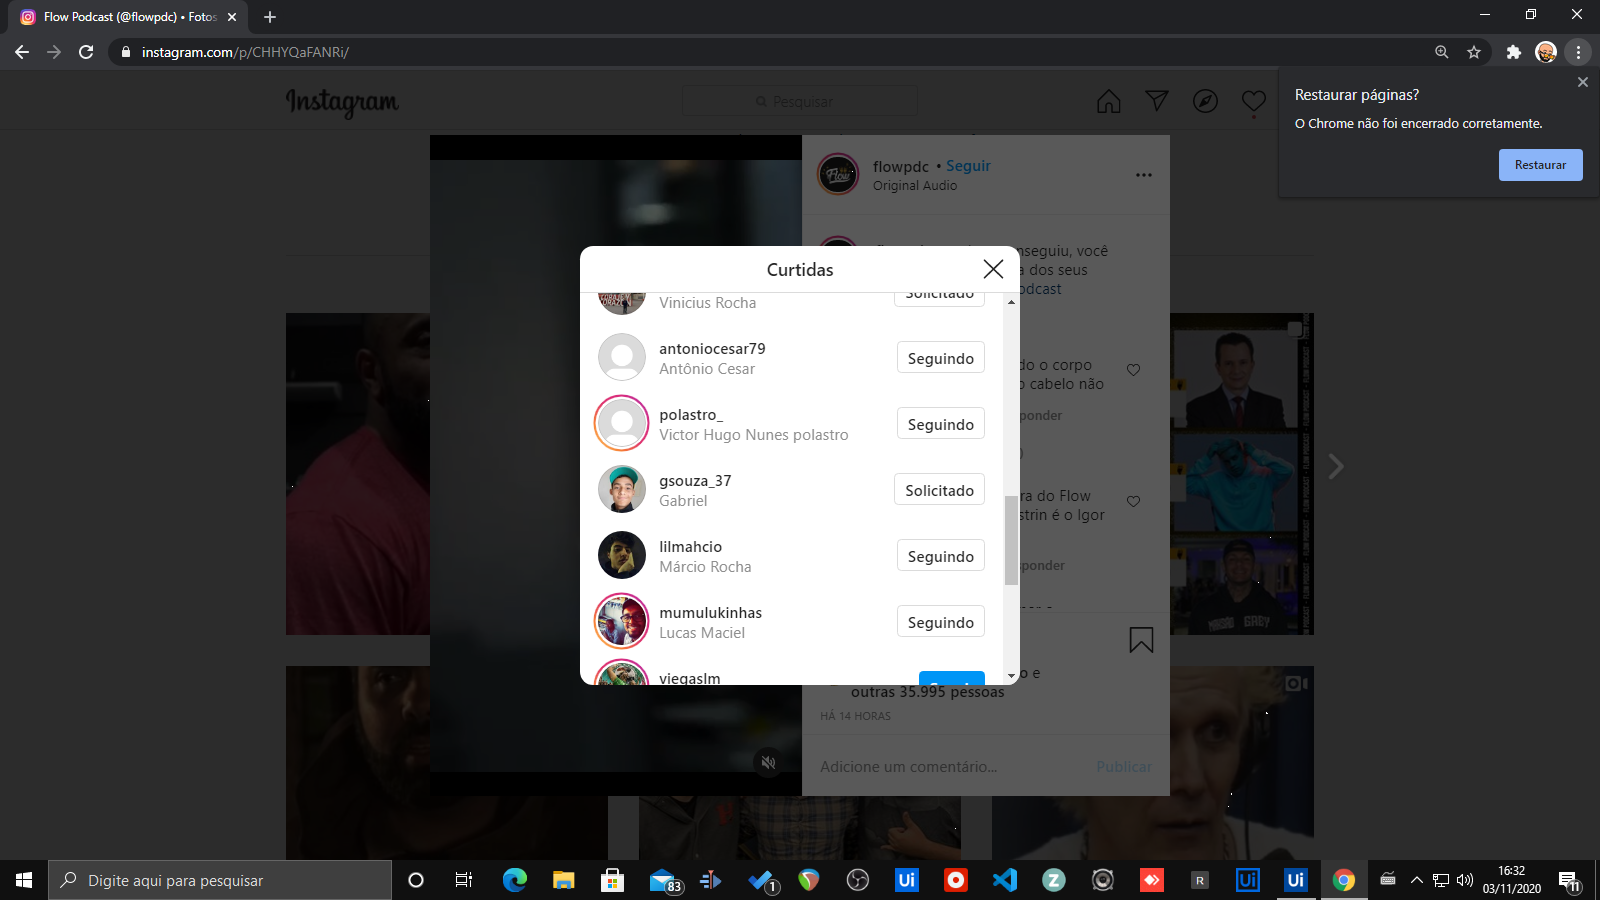 Flow Podcast (@flowpdc) • Fotos
instagram.com/p/CHHYQaFANRi/
Restaurar páginas?
O Chrome não foi encerrado corretamente.
Restaurar
Instagram
Pesquisar
flowpdc • Seguir
Original Audio
nseguiu, você
dos seus
odcast
Curtidas
Vinicius Rocha
Solicitado
antoniocesar79
Antônio Cesar
Seguindo
polastro_
Victor Hugo Nunes polastro
Seguindo
gsouza_37
Gabriel
Solicitado
lilmahcio
Márcio Rocha
Seguindo
mumulukinhas
Lucas Maciel
Seguindo
viegaslm
do o corpo
cabelo não
ponder
ra do Flow
strin é o Igor
sponder
o e
outras 35.995 pessoas
HÁ 14 HORAS
Adicione um comentário...
Publicar
Digite aqui para pesquisar
83
1
Ui
Z
R
Ui
Ui
16:32
03/11/2020
11